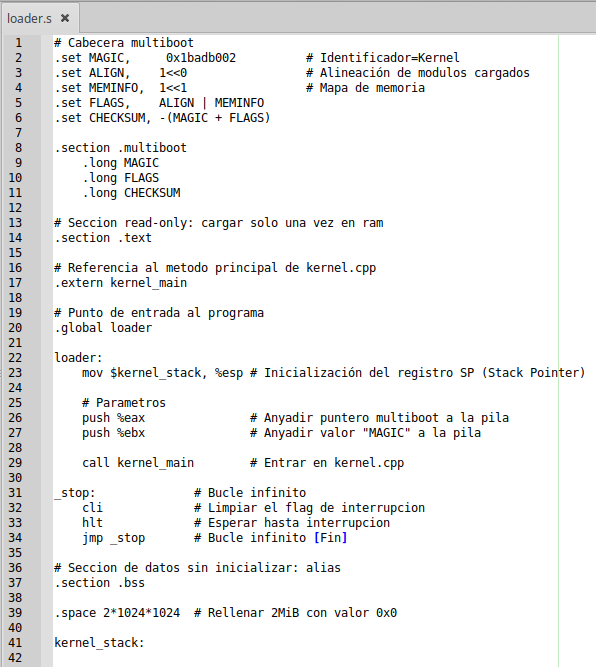 loader.s ✖
1 # Cabecera multiboot
2 .set MAGIC,     0x1badb002          # Identificador=Kernel
3 .set ALIGN,    1<<0                 # Alineación de modulos cargados
4 .set MEMINFO,  1<<1                 # Mapa de memoria
5 .set FLAGS,    ALIGN | MEMINFO
6 .set CHECKSUM, -(MAGIC + FLAGS)
7
8 .section .multiboot
9     .long MAGIC
10     .long FLAGS
11     .long CHECKSUM
12
13 # Seccion read-only: cargar solo una vez en ram
14 .section .text
15
16 # Referencia al metodo principal de kernel.cpp
17 .extern kernel_main
18
19 # Punto de entrada al programa
20 .global loader
21
22 loader:
23     mov $kernel_stack, %esp # Inicialización del registro SP (Stack Pointer)
24
25     # Parametros
26     push %eax               # Anyadir puntero multiboot a la pila
27     push %ebx               # Anyadir valor "MAGIC" a la pila
28
29     call kernel_main        # Entrar en kernel.cpp
30
31 _stop:              # Bucle infinito
32     cli             # Limpiar el flag de interrupcion
33     hlt             # Esperar hasta interrupcion
34     jmp _stop       # Bucle infinito [Fin]
35
36 # Seccion de datos sin inicializar: alias
37 .section .bss
38
39 .space 2*1024*1024  # Rellenar 2MiB con valor 0x0
40
41 kernel_stack:
42